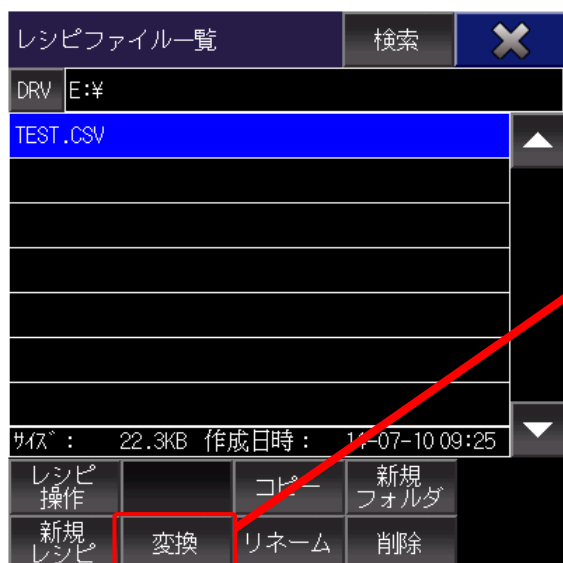 レシピファイル一覧 検索
DRV E:¥
TEST.CSV
ｻｲｽﾞ: 22.3KB 作成日時: 14-07-10 09:25
レシピ操作 コピー 新規フォルダ
新規レシピ 変換 リネーム 削除